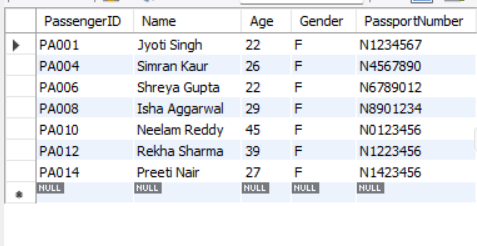 PassengerID Name Age Gender PassportNumber
PA001 Jyoti Singh 22 F N1234567
PA004 Simran Kaur 26 F N4567890
PA006 Shreya Gupta 22 F N6789012
PA008 Isha Aggarwal 29 F N8901234
PA010 Neelam Reddy 45 F N0123456
PA012 Rekha Sharma 39 F N1223456
PA014 Preeti Nair 27 F N1423456
NULL NULL NULL NULL NULL